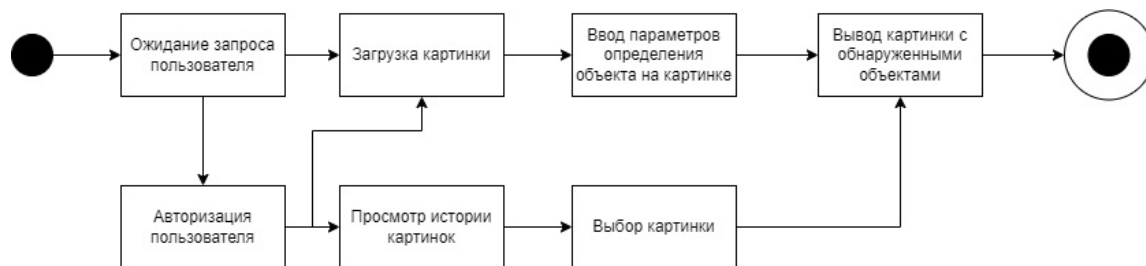 Ожидание запроса
пользователя
Загрузка картинки
Ввод параметров
определения
объекта на картинке
Вывод картинки с
обнаруженными
объектами
Авторизация
пользователя
Просмотр истории
картинок
Выбор картинки